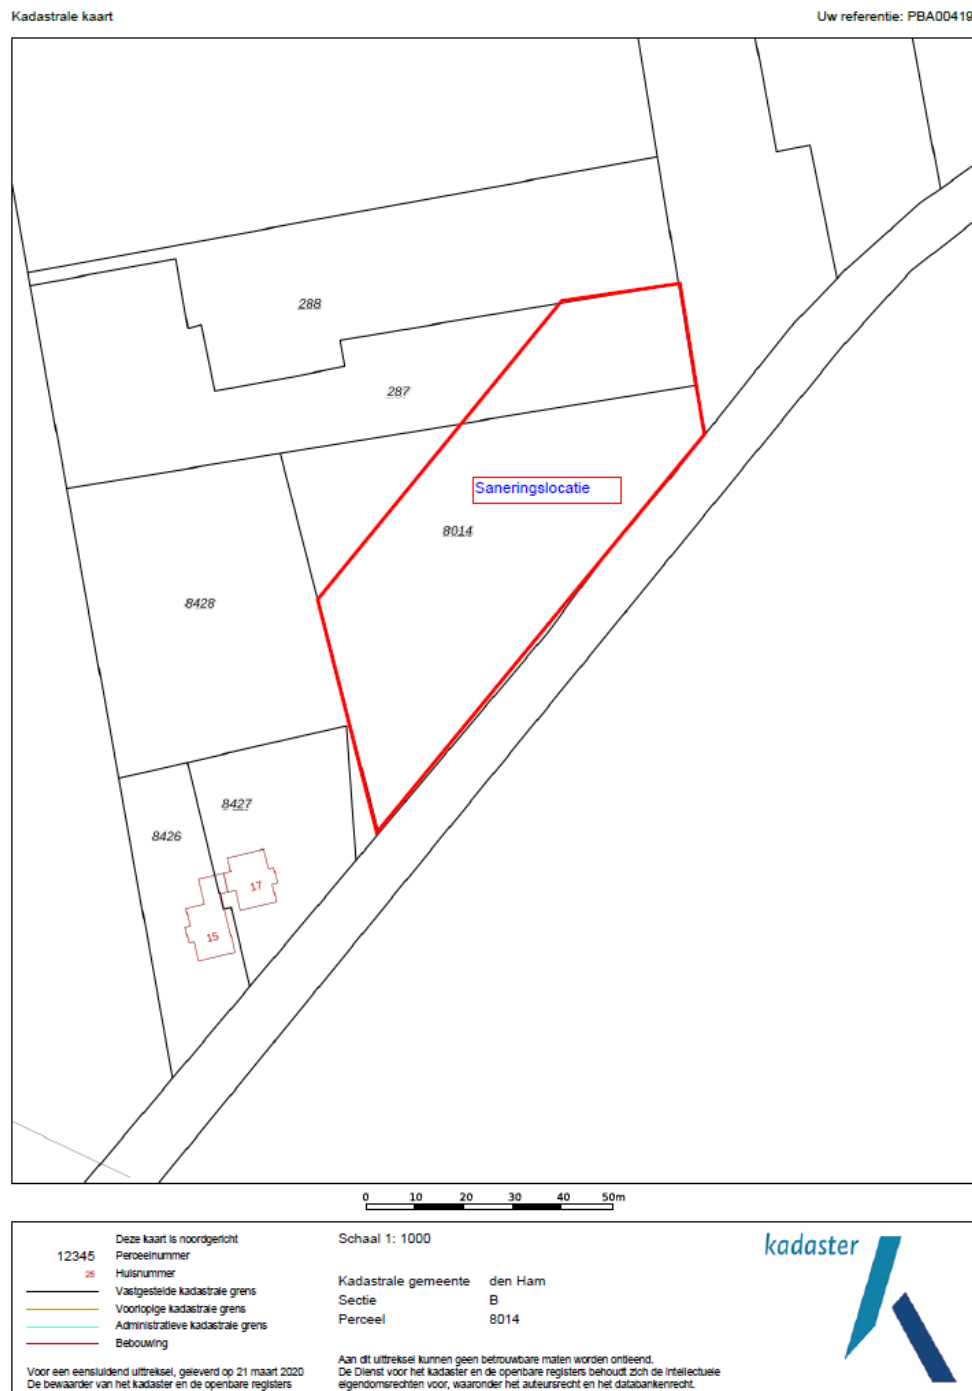 Kadastrale kaart
Uw referentie: PBA00419
288
287
Saneringslocatie
8014
8428
8427
8426
17
15
0 10 20 30 40 50m
Deze kaart is noordgericht
12345 Perceelnummer
25 Huisnummer
Vastgestelde kadastrale grens
Voorlopige kadastrale grens
Administratieve kadastrale grens
Bebouwing
Voor een eensluidend uittreksel, geleverd op 21 maart 2020
De bewaarder van het kadaster en de openbare registers
Schaal 1: 1000
Kadastrale gemeente den Ham
Sectie B
Perceel 8014
Aan dit uittreksel kunnen geen betrouwbare maten worden ontleend.
De Dienst voor het kadaster en de openbare registers behoudt zich de intellectuele
eigendomsrechten voor, waaronder het auteursrecht en het databankenrecht.
kadaster